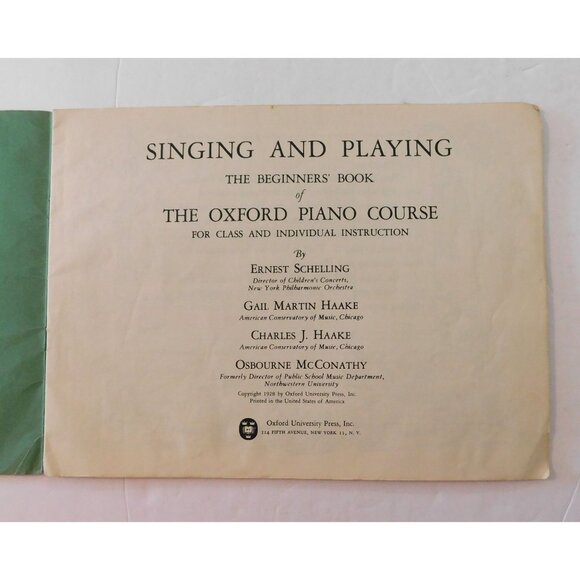 SINGING AND PLAYING
THE BEGINNERS' BOOK
of
THE OXFORD PIANO COURSE
FOR CLASS AND INDIVIDUAL INSTRUCTION
By
ERNEST SCHELLING
Director of Children's Concerts,
New York Philharmonic Orchestra
GAIL MARTIN HAAKE
American Conservatory of Music, Chicago
CHARLES J. HAAKE
American Conservatory of Music, Chicago
OSBOURNE MCCONATHY
Formerly Director of Public School Music Department,
Northwestern University
Copyright 1928 by Oxford University Press, Inc.
Printed in the United States of America
Oxford University Press, Inc.
114 FIFTH AVENUE, NEW YORK 11, N. Y.